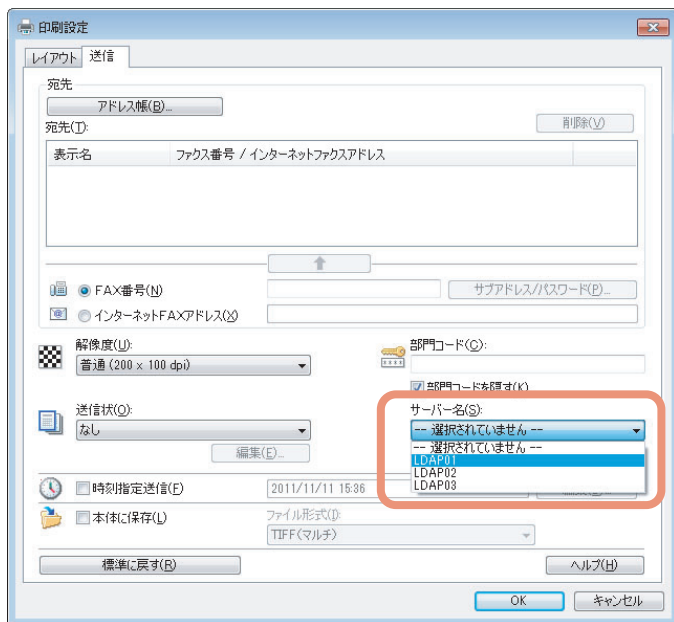 印刷設定
レイアウト 送信
宛先
アドレス帳(B)...
宛先(T):
削除(V)
表示名 ファクス番号 / インターネットファクスアドレス
FAX番号(N)
サブアドレス/パスワード(P)...
インターネットFAXアドレス(X)
解像度(U):
部門コード(C):
普通 (200 x 100 dpi)
部門コードを隠す(K)
送信状(O):
サーバー名(S):
なし
-- 選択されていません --
-- 選択されていません --
編集(E)...
LDAP01
LDAP02
LDAP03
時刻指定送信(F)
2011/11/11 15:36
本体に保存(L)
ファイル形式(I):
TIFF(マルチ)
標準に戻す(R)
ヘルプ(H)
OK
キャンセル